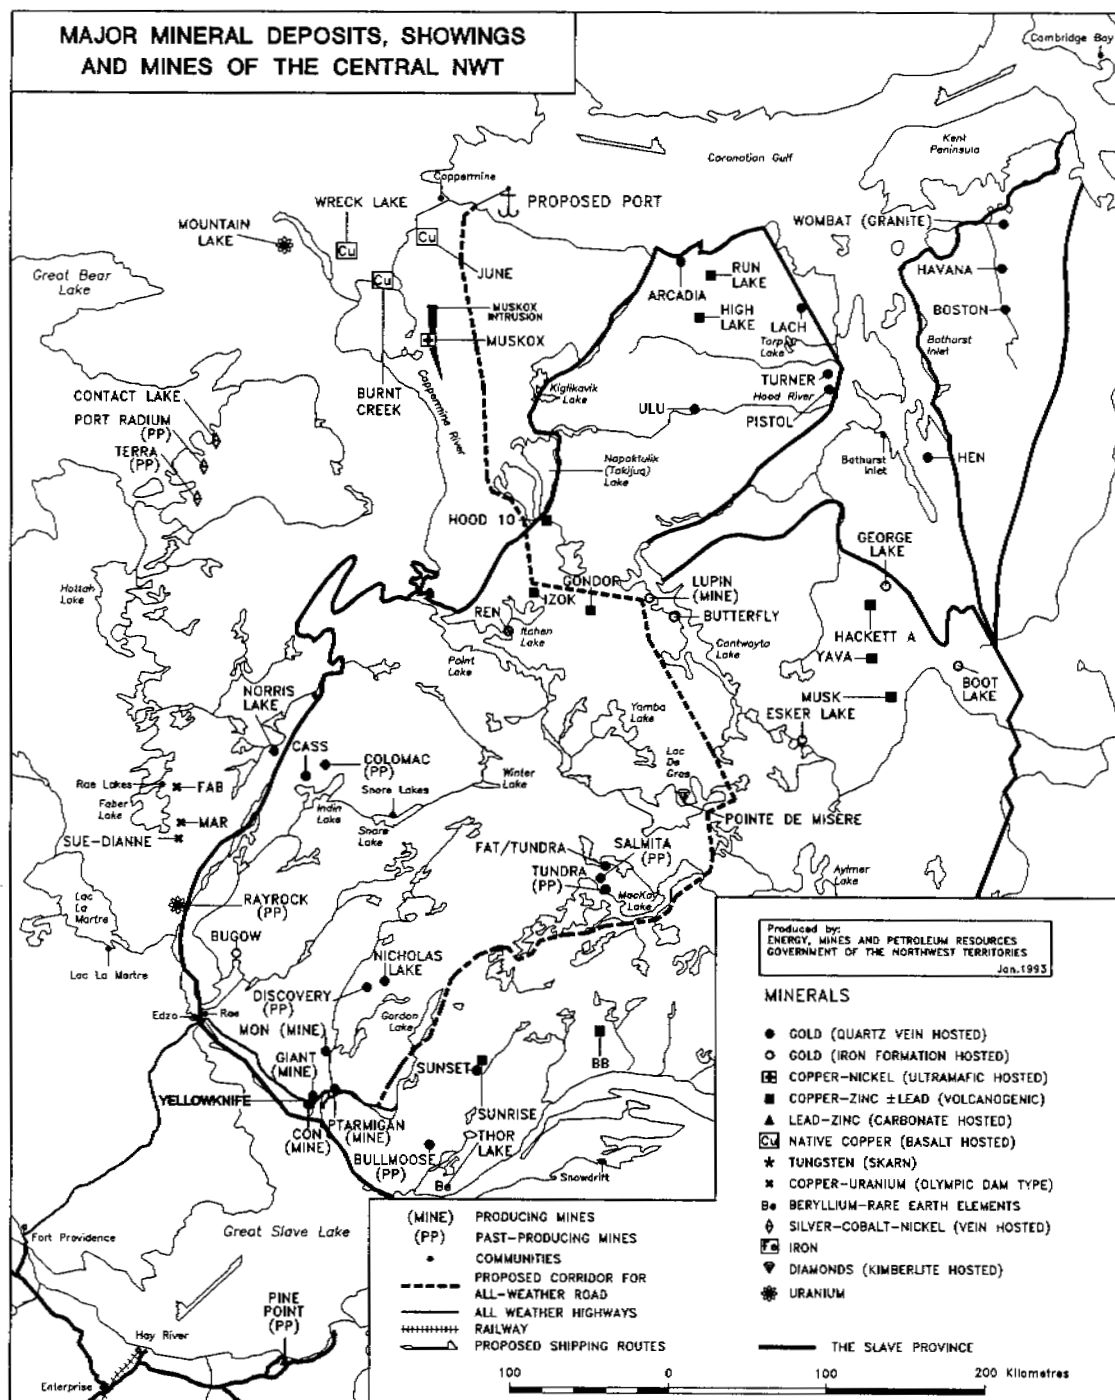 MAJOR MINERAL DEPOSITS, SHOWINGS
AND MINES OF THE CENTRAL NWT
Cambridge Bay
Kent
Peninsula
Coronation Gulf
Coppermine
PROPOSED PORT
WRECK LAKE
MOUNTAIN
LAKE
Cu
Cu
Cu
JUNE
WOMBAT (GRANITE)
Great Bear
Lake
HAVANA
RUN
LAKE
ARCADIA
MUSKOX
INTRUSION
HIGH
LAKE
LACH
BOSTON
MUSKOX
Bathurst
Inlet
Lake
BURNT
CREEK
Coppermine River
Kigilikavik
Lake
TURNER
Hood River
PISTOL
ULU
CONTACT LAKE
PORT RADIUM
(PP)
TERRA
(PP)
Napaktulik
(Takijuq)
Lake
Bathurst
Inlet
HEN
HOOD 10
GEORGE
LAKE
Hottah
Lake
GONDOR
LUPIN
(MINE)
IZOK
REN
Itchen
Lake
BUTTERFLY
HACKETT A
Contwoyto
Lake
YAVA
Point
Lake
BOOT
LAKE
NORRIS
LAKE
MUSK
ESKER LAKE
Yamba
Lake
CASS
COLOMAC
(PP)
Lac
De
Gras
Winter
Lake
Rae Lakes
FAB
Faber
Lake
Indin
Lake
Snare Lakes
Snare
Lake
MAR
POINTE DE MISERE
SUE-DIANNE
SALMITA
(PP)
FAT/TUNDRA
TUNDRA
(PP)
MacKay
Lake
Aylmer
Lake
Lac
La
Martre
RAYROCK
(PP)
BUGOW
Lac La Martre
NICHOLAS
LAKE
DISCOVERY
(PP)
Gordon
Lake
Edzo
Rae
MON (MINE)
GIANT
(MINE)
SUNSET
BB
YELLOWKNIFE
SUNRISE
CON
(MINE)
PTARMIGAN
(MINE)
THOR
LAKE
BULLMOOSE
(PP)
Be
Snowdrift
Great Slave Lake
Fort Providence
PINE
POINT
(PP)
Hay River
Enterprise
Produced by:
ENERGY, MINES AND PETROLEUM RESOURCES
GOVERNMENT OF THE NORTHWEST TERRITORIES
Jan.1993
MINERALS
GOLD (QUARTZ VEIN HOSTED)
GOLD (IRON FORMATION HOSTED)
COPPER-NICKEL (ULTRAMAFIC HOSTED)
COPPER-ZINC ±LEAD (VOLCANOGENIC)
LEAD-ZINC (CARBONATE HOSTED)
Cu NATIVE COPPER (BASALT HOSTED)
TUNGSTEN (SKARN)
COPPER-URANIUM (OLYMPIC DAM TYPE)
Be BERYLLIUM-RARE EARTH ELEMENTS
SILVER-COBALT-NICKEL (VEIN HOSTED)
Fe IRON
DIAMONDS (KIMBERLITE HOSTED)
URANIUM
(MINE) PRODUCING MINES
(PP) PAST-PRODUCING MINES
COMMUNITIES
PROPOSED CORRIDOR FOR
ALL-WEATHER ROAD
ALL WEATHER HIGHWAYS
RAILWAY
PROPOSED SHIPPING ROUTES
THE SLAVE PROVINCE
100 0 100 200 Kilometres